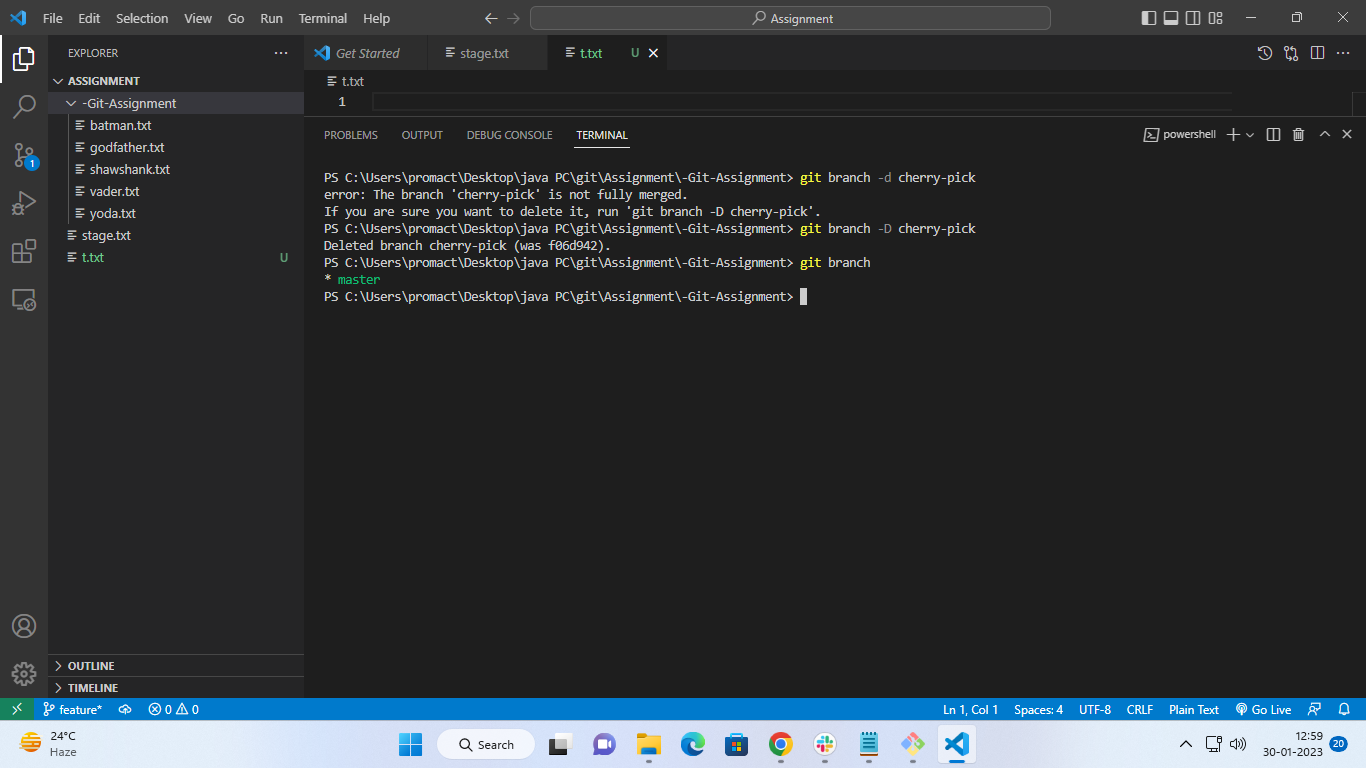 File Edit Selection View Go Run Terminal Help
Assignment
EXPLORER
Get Started
stage.txt
t.txt U
ASSIGNMENT
t.txt
-Git-Assignment
1
batman.txt
godfather.txt
shawshank.txt
vader.txt
yoda.txt
stage.txt
t.txt U
1
PROBLEMS OUTPUT DEBUG CONSOLE TERMINAL
powershell
PS C:\Users\promact\Desktop\java PC\git\Assignment\-Git-Assignment> git branch -d cherry-pick
error: The branch 'cherry-pick' is not fully merged.
If you are sure you want to delete it, run 'git branch -D cherry-pick'.
PS C:\Users\promact\Desktop\java PC\git\Assignment\-Git-Assignment> git branch -D cherry-pick
Deleted branch cherry-pick (was f06d942).
PS C:\Users\promact\Desktop\java PC\git\Assignment\-Git-Assignment> git branch
* master
PS C:\Users\promact\Desktop\java PC\git\Assignment\-Git-Assignment>
OUTLINE
TIMELINE
feature* 0 0 Ln 1, Col 1 Spaces: 4 UTF-8 CRLF Plain Text Go Live
24°C
Haze
Search
12:59
30-01-2023
20